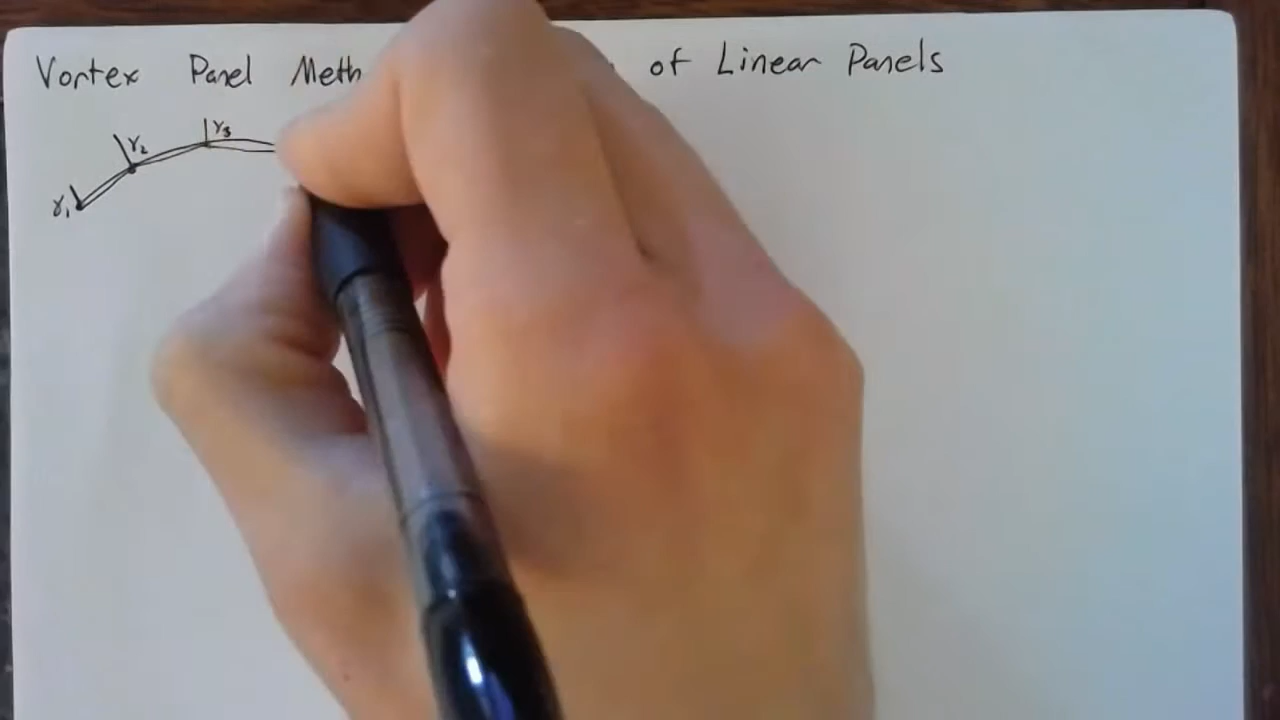 Vortex Panel Meth of Linear Panels
γ₂ γ₃
γ₁